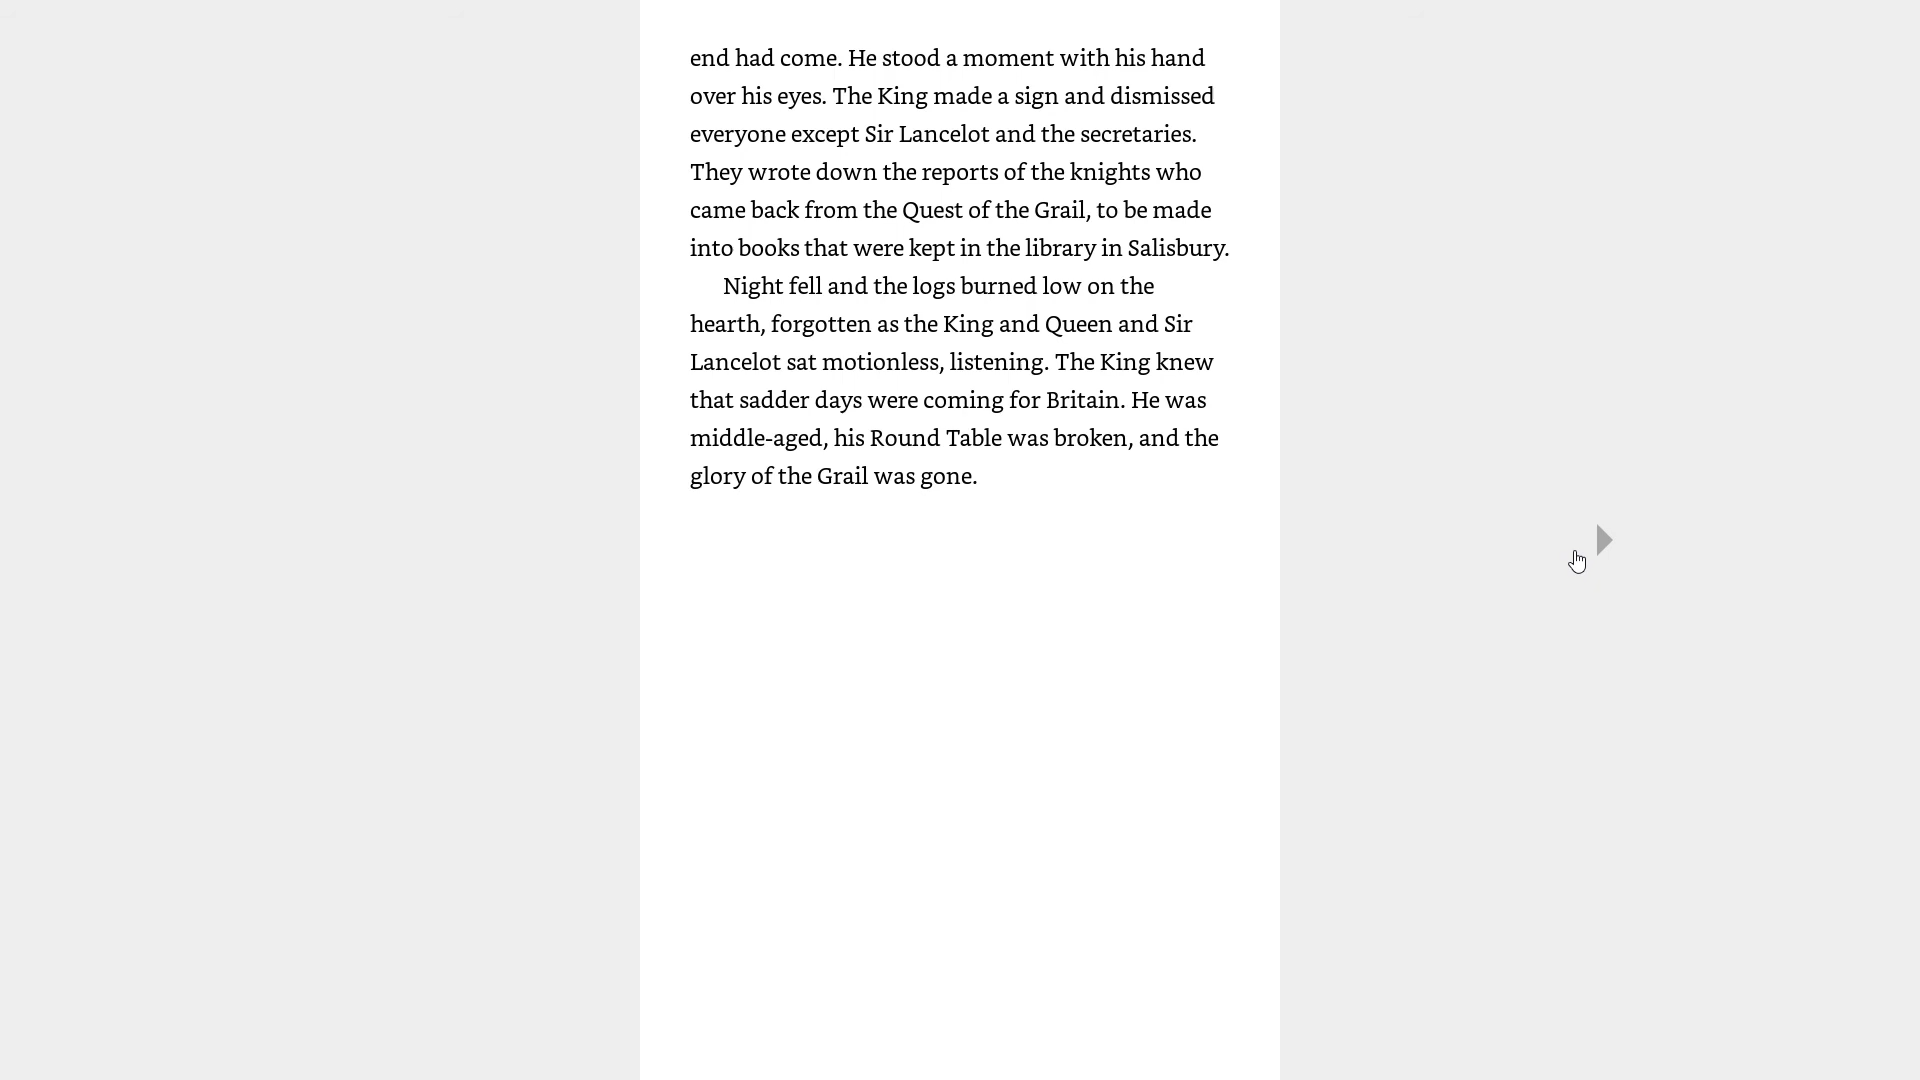 end had come. He stood a moment with his hand
over his eyes. The King made a sign and dismissed
everyone except Sir Lancelot and the secretaries.
They wrote down the reports of the knights who
came back from the Quest of the Grail, to be made
into books that were kept in the library in Salisbury.
Night fell and the logs burned low on the
hearth, forgotten as the King and Queen and Sir
Lancelot sat motionless, listening. The King knew
that sadder days were coming for Britain. He was
middle-aged, his Round Table was broken, and the
glory of the Grail was gone.